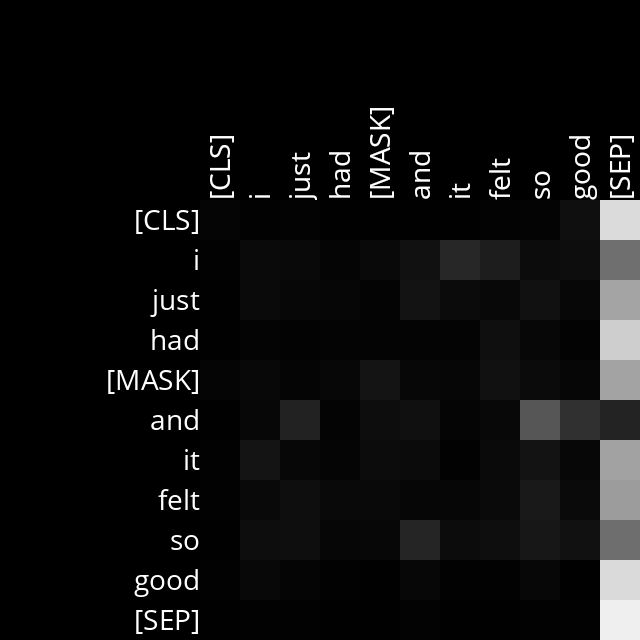 [CLS] i just had [MASK] and it felt so good [SEP]
[CLS]
i
just
had
[MASK]
and
it
felt
so
good
[SEP]